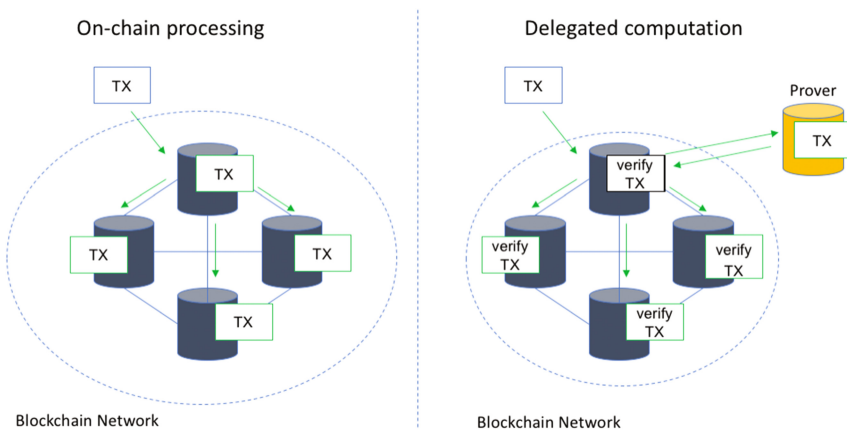 On-chain processing
TX
TX
TX
TX
TX
Blockchain Network
Delegated computation
TX
Prover
TX
verify
TX
verify
TX
verify
TX
verify
TX
Blockchain Network